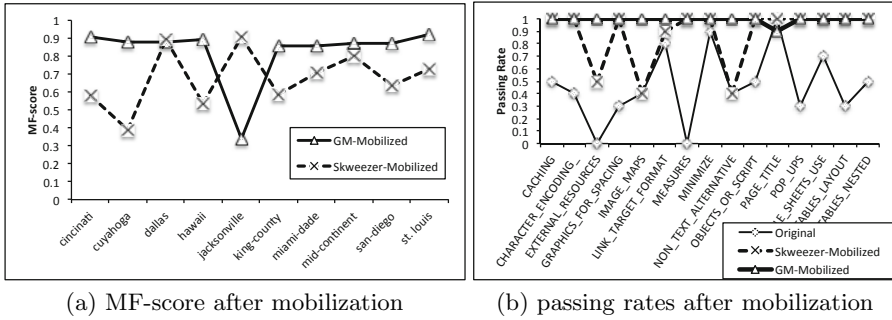 1
0.9
0.8
0.7
0.6
0.5
0.4
0.3
0.2
0.1
0
MF-score
GM-Mobilized
Skweezer-Mobilized
cincinati
cuyahoga
dallas
hawaii
jacksonville
king-county
miami-dade
mid-continent
san-diego
st. louis
(a) MF-score after mobilization
1
0.9
0.8
0.7
0.6
0.5
0.4
0.3
0.2
0.1
0
Passing Rate
CACHING
CHARACTER_ENCODING_
EXTERNAL_RESOURCES
GRAPHICS_FOR_SPACING
IMAGE_MAPS
LINK_TARGET_FORMAT
MEASURES
MINIMIZE
NON_TEXT_ALTERNATIVE
OBJECTS_OR_SCRIPT
PAGE_TITLE
POP_UPS
E_SHEETS_USE
TABLES_LAYOUT
TABLES_NESTED
Original
Skweezer-Mobilized
GM-Mobilized
(b) passing rates after mobilization